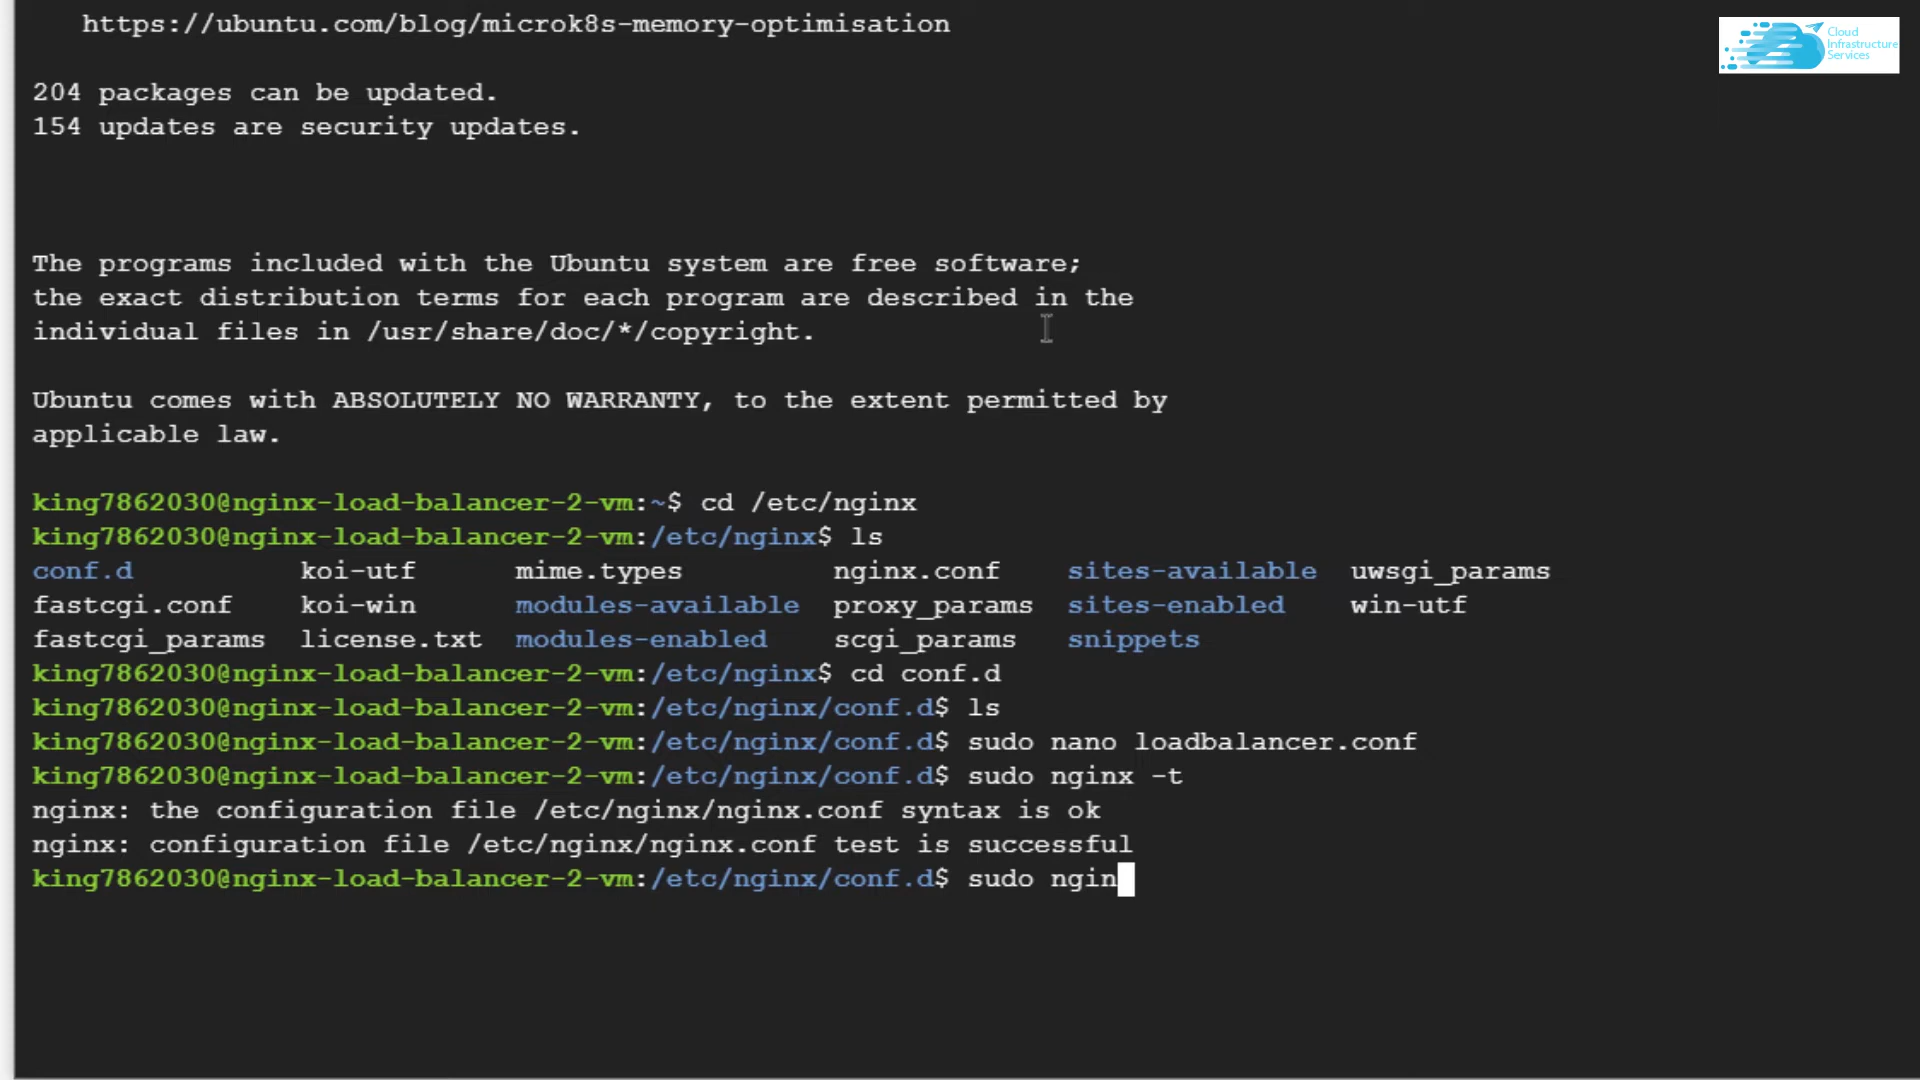 https://ubuntu.com/blog/microk8s-memory-optimisation
Cloud
Infrastructure
Services
204 packages can be updated.
154 updates are security updates.
The programs included with the Ubuntu system are free software;
the exact distribution terms for each program are described in the
individual files in /usr/share/doc/*/copyright.
Ubuntu comes with ABSOLUTELY NO WARRANTY, to the extent permitted by
applicable law.
king7862030@nginx-load-balancer-2-vm:~$ cd /etc/nginx
king7862030@nginx-load-balancer-2-vm:/etc/nginx$ ls
conf.d koi-utf mime.types nginx.conf sites-available uwsgi_params
fastcgi.conf koi-win modules-available proxy_params sites-enabled win-utf
fastcgi_params license.txt modules-enabled scgi_params snippets
king7862030@nginx-load-balancer-2-vm:/etc/nginx$ cd conf.d
king7862030@nginx-load-balancer-2-vm:/etc/nginx/conf.d$ ls
king7862030@nginx-load-balancer-2-vm:/etc/nginx/conf.d$ sudo nano loadbalancer.conf
king7862030@nginx-load-balancer-2-vm:/etc/nginx/conf.d$ sudo nginx -t
nginx: the configuration file /etc/nginx/nginx.conf syntax is ok
nginx: configuration file /etc/nginx/nginx.conf test is successful
king7862030@nginx-load-balancer-2-vm:/etc/nginx/conf.d$ sudo ngin